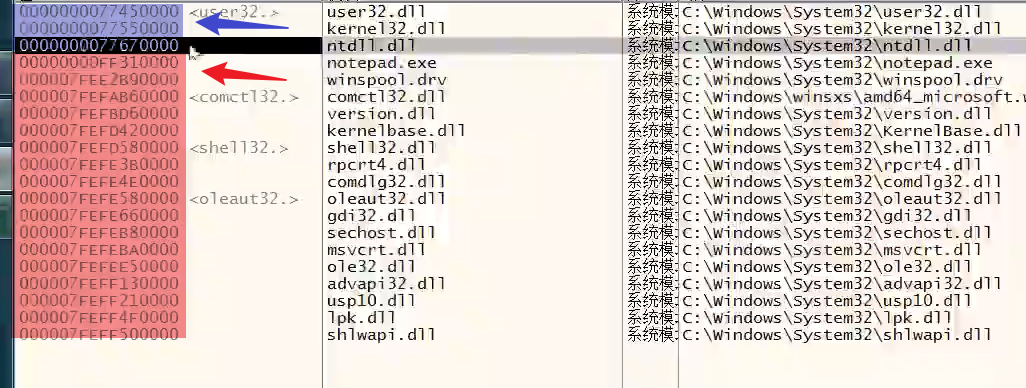 0000000077450000 <user32.> user32.dll 系统模 C:\Windows\System32\user32.dll
0000000077550000 kernel32.dll 系统模 C:\Windows\System32\kernel32.dll
0000000077670000 ntdll.dll 系统模 C:\Windows\System32\ntdll.dll
00000000FF310000 notepad.exe 系统模 C:\Windows\System32\notepad.exe
000007FEE2B90000 winspool.drv 系统模 C:\Windows\System32\winspool.drv
000007FEFAB60000 <comctl32.> comctl32.dll 系统模 C:\Windows\winsxs\amd64_microsoft.w
000007FEFBD60000 version.dll 系统模 C:\Windows\System32\version.dll
000007FEFD420000 kernelbase.dll 系统模 C:\Windows\System32\KernelBase.dll
000007FEFD580000 <shell32.> shell32.dll 系统模 C:\Windows\System32\shell32.dll
000007FEFE3B0000 rpcrt4.dll 系统模 C:\Windows\System32\rpcrt4.dll
000007FEFE4E0000 comdlg32.dll 系统模 C:\Windows\System32\comdlg32.dll
000007FEFE580000 <oleaut32.> oleaut32.dll 系统模 C:\Windows\System32\oleaut32.dll
000007FEFE660000 gdi32.dll 系统模 C:\Windows\System32\gdi32.dll
000007FEFEB80000 sechost.dll 系统模 C:\Windows\System32\sechost.dll
000007FEFEBA0000 msvcrt.dll 系统模 C:\Windows\System32\msvcrt.dll
000007FEFEE50000 ole32.dll 系统模 C:\Windows\System32\ole32.dll
000007FEFF130000 advapi32.dll 系统模 C:\Windows\System32\advapi32.dll
000007FEFF210000 usp10.dll 系统模 C:\Windows\System32\usp10.dll
000007FEFF4F0000 lpk.dll 系统模 C:\Windows\System32\lpk.dll
000007FEFF500000 shlwapi.dll 系统模 C:\Windows\System32\shlwapi.dll